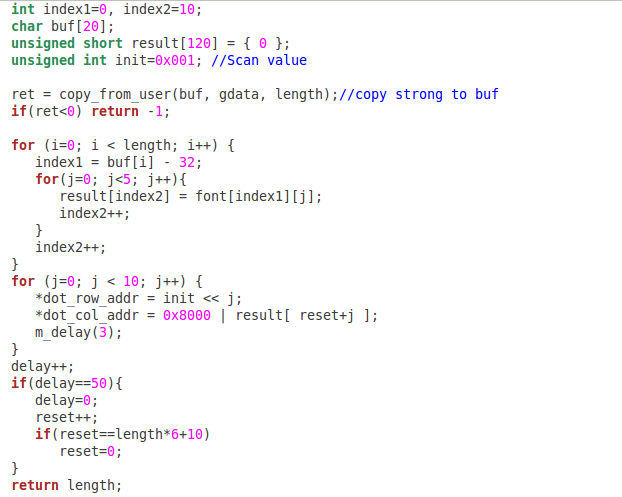 int index1=0, index2=10;
char buf[20];
unsigned short result[120] = { 0 };
unsigned int init=0x001; //Scan value

ret = copy_from_user(buf, gdata, length);//copy strong to buf
if(ret<0) return -1;

for (i=0; i < length; i++) {
   index1 = buf[i] - 32;
   for(j=0; j<5; j++){
      result[index2] = font[index1][j];
      index2++;
   }
   index2++;
}
for (j=0; j < 10; j++) {
   *dot_row_addr = init << j;
   *dot_col_addr = 0x8000 | result[ reset+j ];
   m_delay(3);
}
delay++;
if(delay==50){
   delay=0;
   reset++;
   if(reset==length*6+10)
      reset=0;
}
return length;